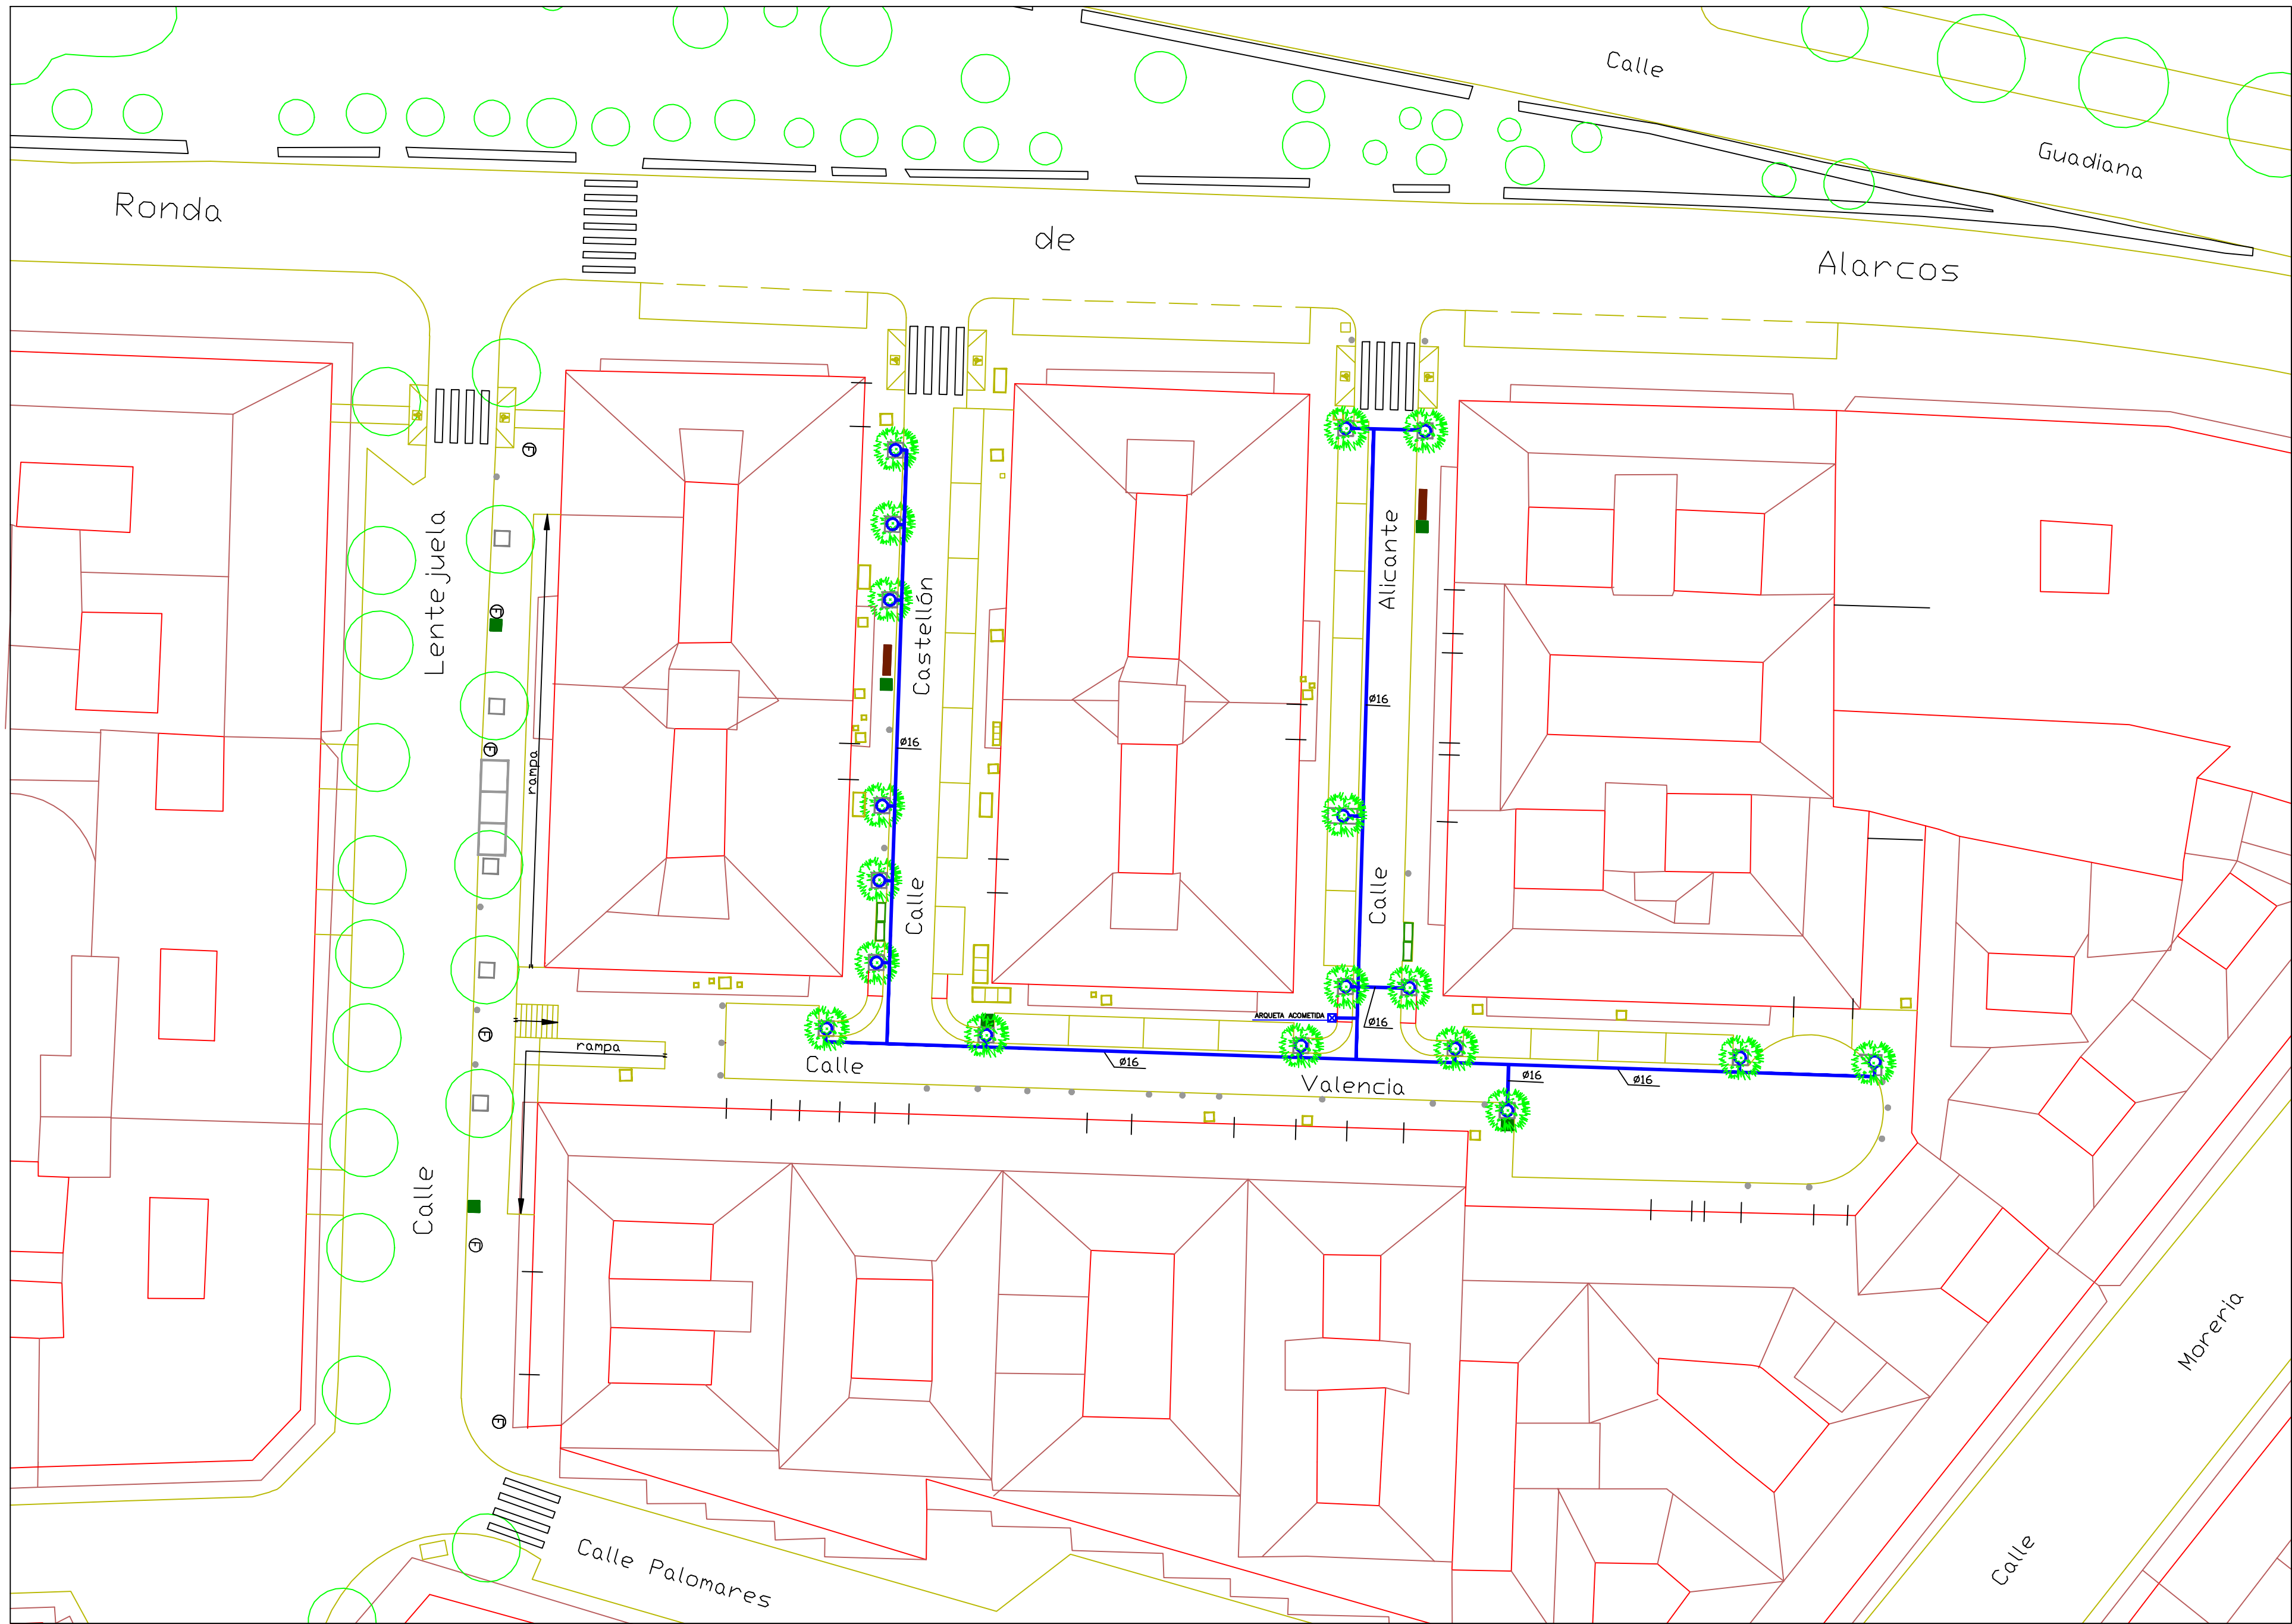 Calle
Guadiana
Ronda
de
Alarcos
Lentejuela
Calle
rampa
rampa
Castellón
Calle
ø16
Alicante
Calle
ø16
ARQUETA ACOMETIDA
ø16
Calle
Valencia
ø16
ø16
ø16
Calle Palomares
Morería
Calle
F
F
F
F
F
F